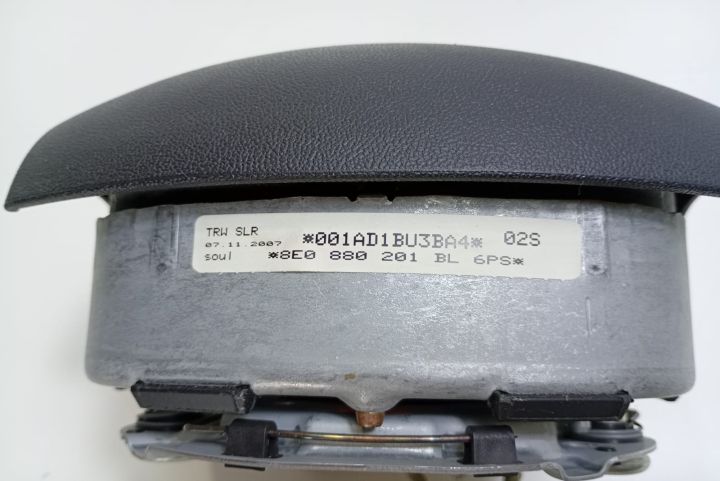 TRW SLR *001AD1BU3BA4* 02S
07.11.2007
soul *8E0 880 201 BL 6PS*